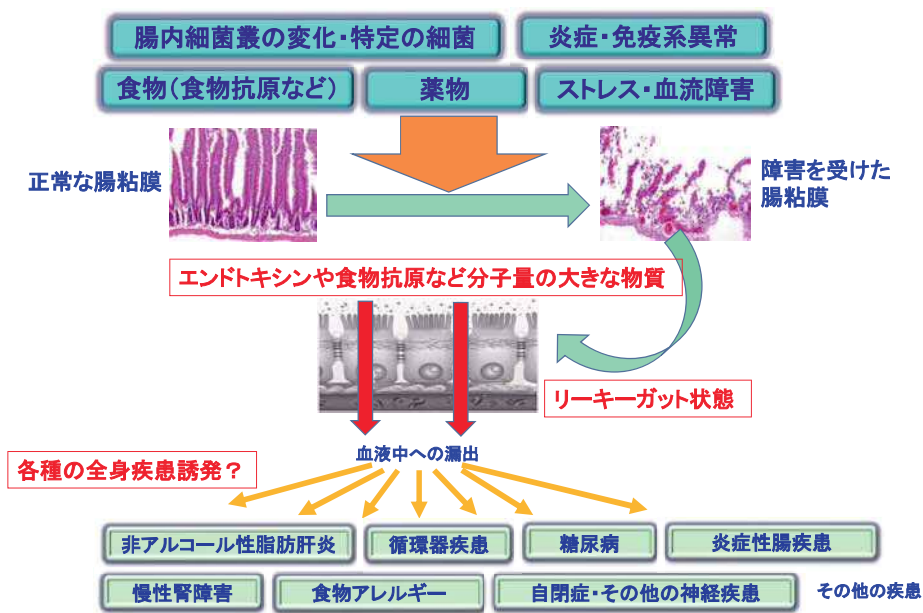 腸内細菌叢の変化・特定の細菌
炎症・免疫系異常
食物(食物抗原など)
薬物
ストレス・血流障害
正常な腸粘膜
障害を受けた
腸粘膜
エンドトキシンや食物抗原など分子量の大きな物質
リーキーガット状態
血液中への漏出
各種の全身疾患誘発？
非アルコール性脂肪肝炎
循環器疾患
糖尿病
炎症性腸疾患
慢性腎障害
食物アレルギー
自閉症・その他の神経疾患
その他の疾患